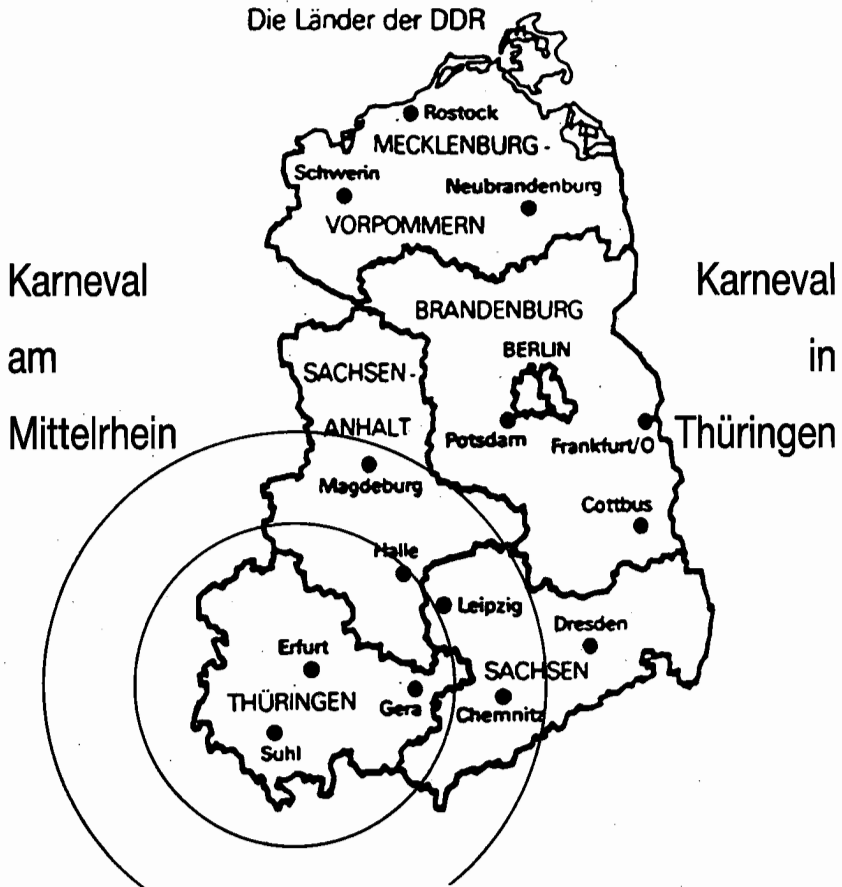 Die Länder der DDR
Rostock
MECKLENBURG-
Schwerin
Neubrandenburg
VORPOMMERN
Karneval
am
Mittelrhein
Karneval
in
Thüringen
BRANDENBURG
BERLIN
SACHSEN-
ANHALT
Potsdam
Frankfurt/O
Magdeburg
Cottbus
Halle
Leipzig
Dresden
Erfurt
SACHSEN
THÜRINGEN
Gera
Chemnitz
Suhl